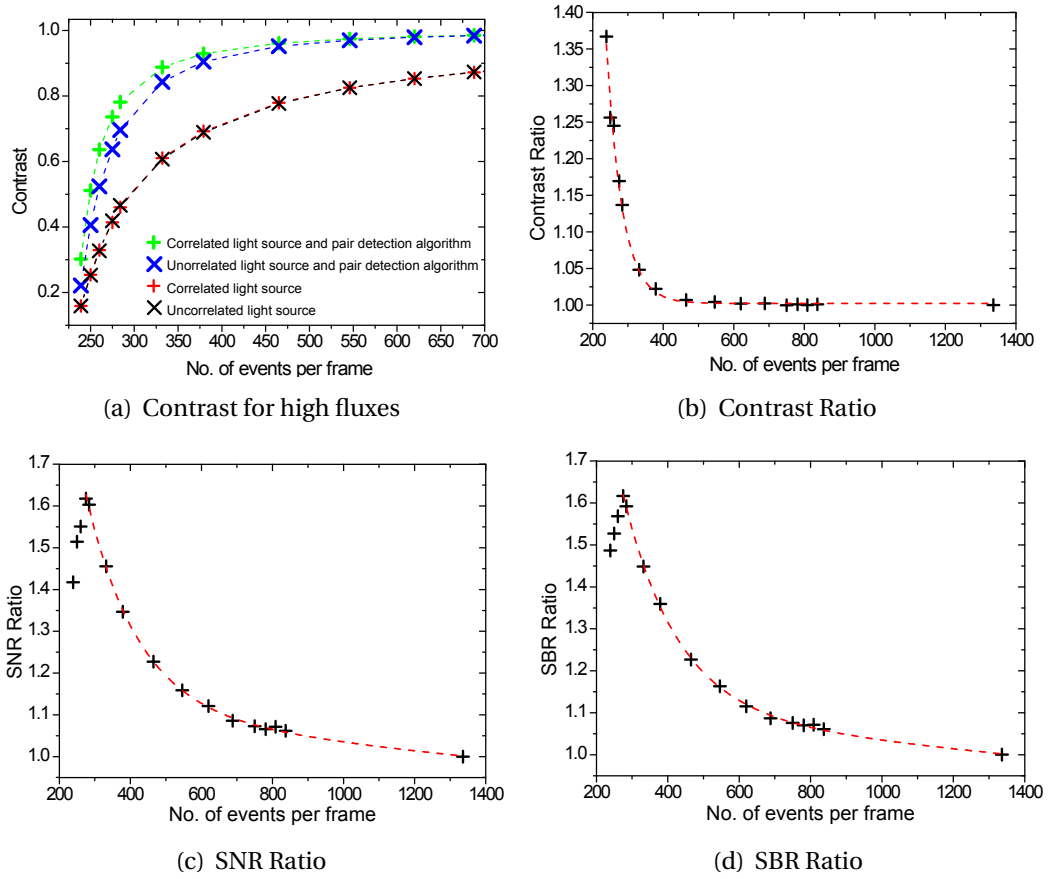 1.0
0.8
0.6
0.4
0.2
Contrast
Correlated light source and pair detection algorithm
Unorrelated light source and pair detection algorithm
Correlated light source
Uncorrelated light source
250 300 350 400 450 500 550 600 650 700
No. of events per frame
(a) Contrast for high fluxes
1.40
1.35
1.30
1.25
1.20
1.15
1.10
1.05
1.00
Contrast Ratio
200 400 600 800 1000 1200 1400
No. of events per frame
(b) Contrast Ratio
1.7
1.6
1.5
1.4
1.3
1.2
1.1
1.0
SNR Ratio
200 400 600 800 1000 1200 1400
No. of events per frame
(c) SNR Ratio
1.7
1.6
1.5
1.4
1.3
1.2
1.1
1.0
SBR Ratio
200 400 600 800 1000 1200 1400
No. of events per frame
(d) SBR Ratio